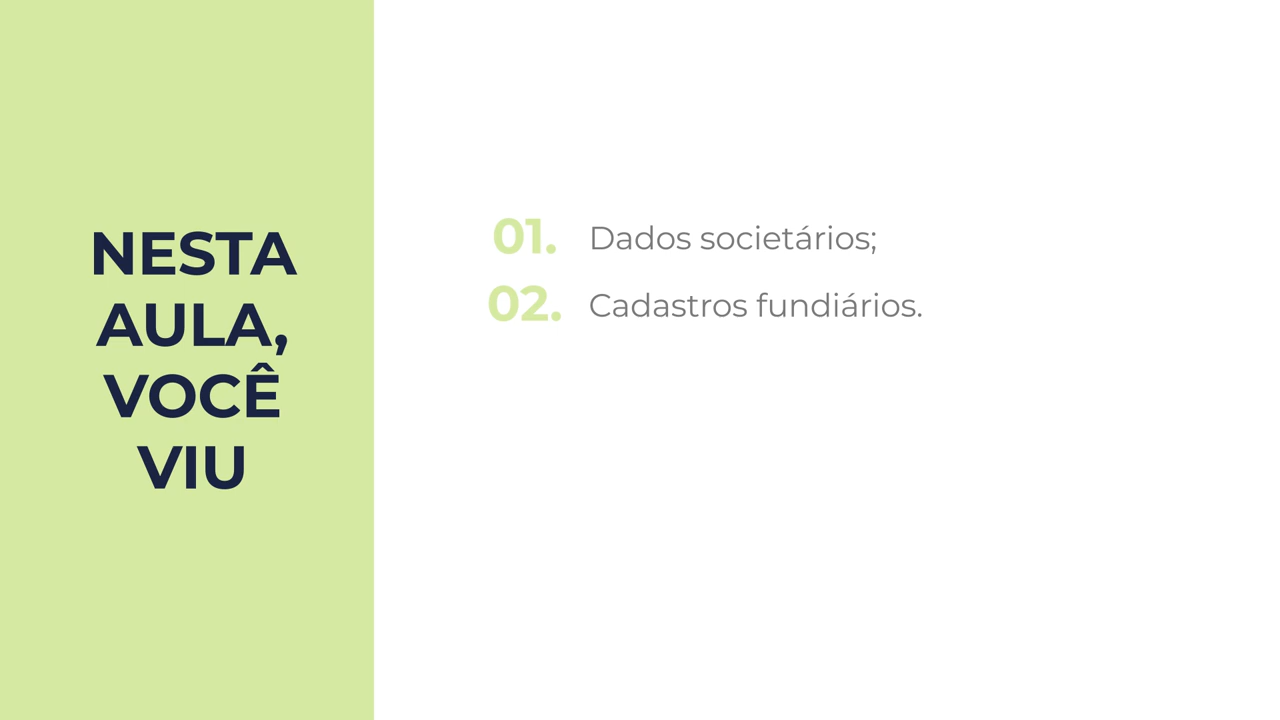 NESTA
AULA,
VOCÊ
VIU
01. Dados societários;
02. Cadastros fundiários.